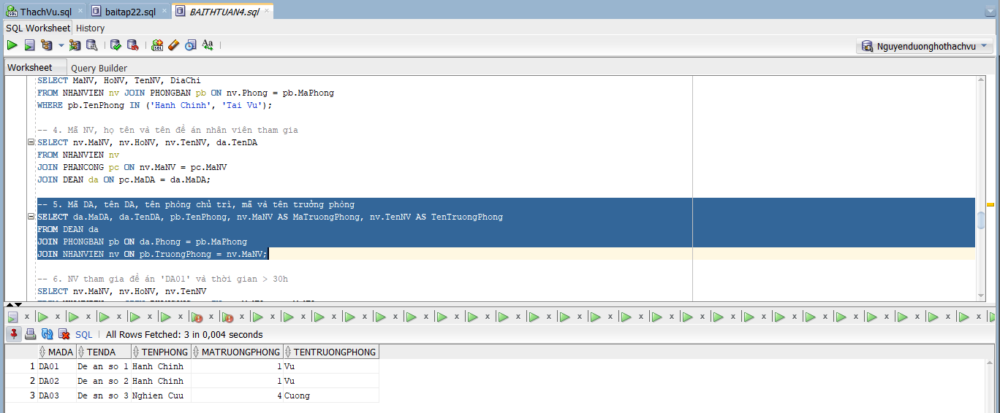 ThachVu.sql baitap22.sql BAITHTUAN4.sql
SQL Worksheet History
Nguyenduonghothachvu
Worksheet Query Builder
SELECT MaNV, HoNV, TenNV, DiaChi
FROM NHANVIEN nv JOIN PHONGBAN pb ON nv.Phong = pb.MaPhong
WHERE pb.TenPhong IN ('Hanh Chinh', 'Tai Vu');
-- 4. Mã NV, họ tên và tên đề án nhân viên tham gia
SELECT nv.MaNV, nv.HoNV, nv.TenNV, da.TenDA
FROM NHANVIEN nv
JOIN PHANCONG pc ON nv.MaNV = pc.MaNV
JOIN DEAN da ON pc.MaDA = da.MaDA;
-- 5. Mã DA, tên DA, tên phòng chủ trì, mã và tên trưởng phòng
SELECT da.MaDA, da.TenDA, pb.TenPhong, nv.MaNV AS MaTruongPhong, nv.TenNV AS TenTruongPhong
FROM DEAN da
JOIN PHONGBAN pb ON da.Phong = pb.MaPhong
JOIN NHANVIEN nv ON pb.TruongPhong = nv.MaNV;
-- 6. NV tham gia đề án 'DA01' và thời gian > 30h
SELECT nv.MaNV, nv.HoNV, nv.TenNV
SQL All Rows Fetched: 3 in 0,004 seconds
MADA TENDA TENPHONG MATRUONGPHONG TENTRUONGPHONG
1 DA01 De an so 1 Hanh Chinh 1 Vu
2 DA02 De an so 2 Hanh Chinh 1 Vu
3 DA03 De sn so 3 Nghien Cuu 4 Cuong